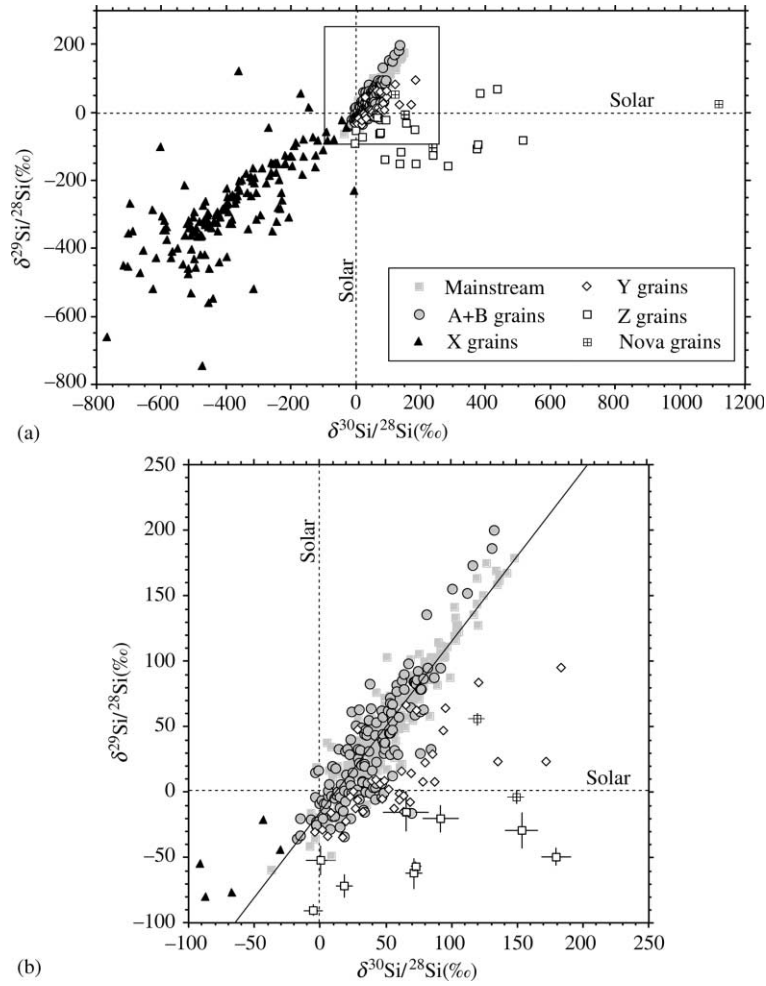 200
0
−200
−400
−600
−800
δ²⁹Si/²⁸Si(‰)
Solar
Solar
Mainstream
A+B grains
X grains
Y grains
Z grains
Nova grains
−800 −600 −400 −200 0 200 400 600 800 1000 1200
(a)
δ³⁰Si/²⁸Si(‰)
250
200
150
100
50
0
−50
−100
δ²⁹Si/²⁸Si(‰)
Solar
Solar
−100 −50 0 50 100 150 200 250
(b)
δ³⁰Si/²⁸Si(‰)